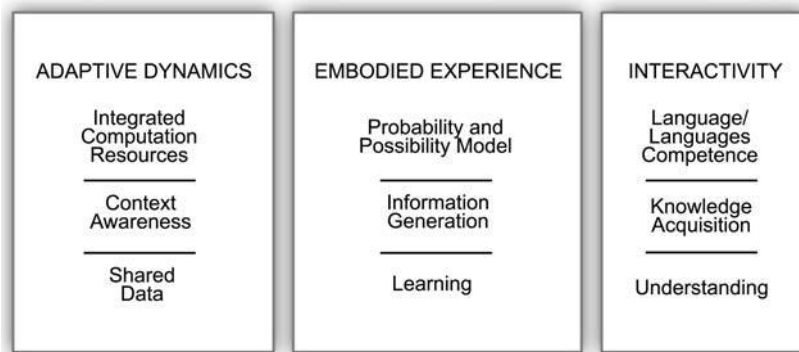 ADAPTIVE DYNAMICS
Integrated
Computation
Resources
Context
Awareness
Shared
Data
EMBODIED EXPERIENCE
Probability and
Possibility Model
Information
Generation
Learning
INTERACTIVITY
Language/
Languages
Competence
Knowledge
Acquisition
Understanding